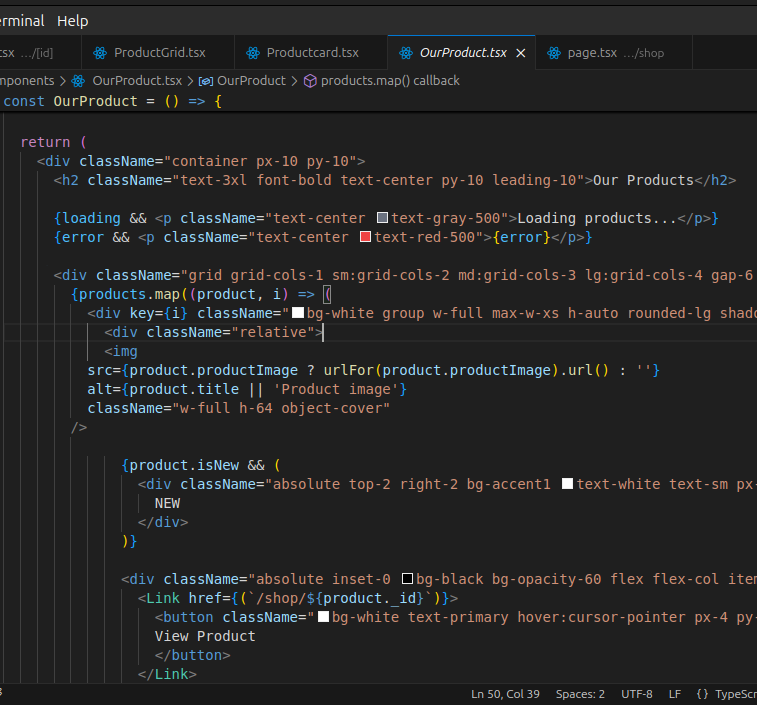 erminal Help
tsx .../[id] ProductGrid.tsx Productcard.tsx OurProduct.tsx page.tsx .../shop
mponents > OurProduct.tsx > OurProduct > products.map() callback
const OurProduct = () => {
return (
<div className="container px-10 py-10">
<h2 className="text-3xl font-bold text-center py-10 leading-10">Our Products</h2>
{loading && <p className="text-center text-gray-500">Loading products...</p>}
{error && <p className="text-center text-red-500">{error}</p>}
<div className="grid grid-cols-1 sm:grid-cols-2 md:grid-cols-3 lg:grid-cols-4 gap-6
{products.map((product, i) => (
<div key={i} className="bg-white group w-full max-w-xs h-auto rounded-lg shado
<div className="relative">
<img
src={product.productImage ? urlFor(product.productImage).url() : ''}
alt={product.title || 'Product image'}
className="w-full h-64 object-cover"
/>
{product.isNew && (
<div className="absolute top-2 right-2 bg-accent1 text-white text-sm px-
NEW
</div>
)}
<div className="absolute inset-0 bg-black bg-opacity-60 flex flex-col item
<Link href={(`/shop/${product._id}`)}>
<button className="bg-white text-primary hover:cursor-pointer px-4 py-
View Product
</button>
</Link>
Ln 50, Col 39 Spaces: 2 UTF-8 LF {} TypeScr